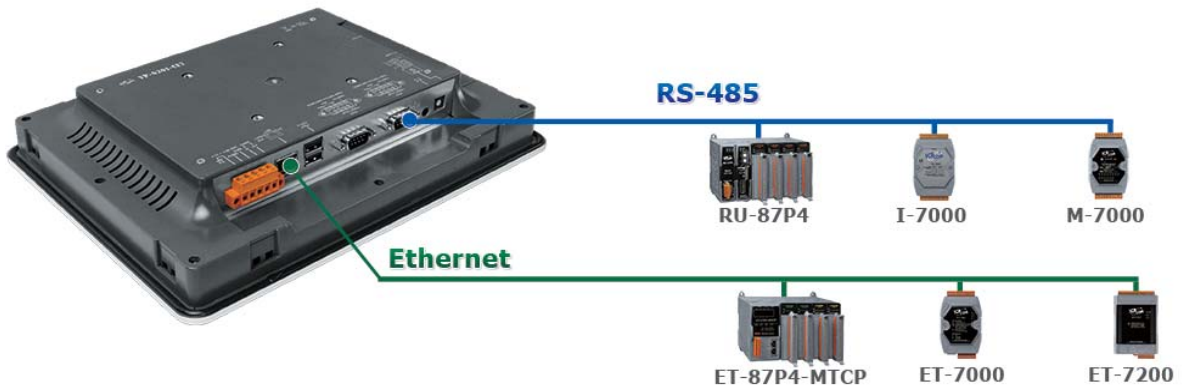 RS-485
RU-87P4
I-7000
M-7000
Ethernet
ET-87P4-MTCP
ET-7000
ET-7200